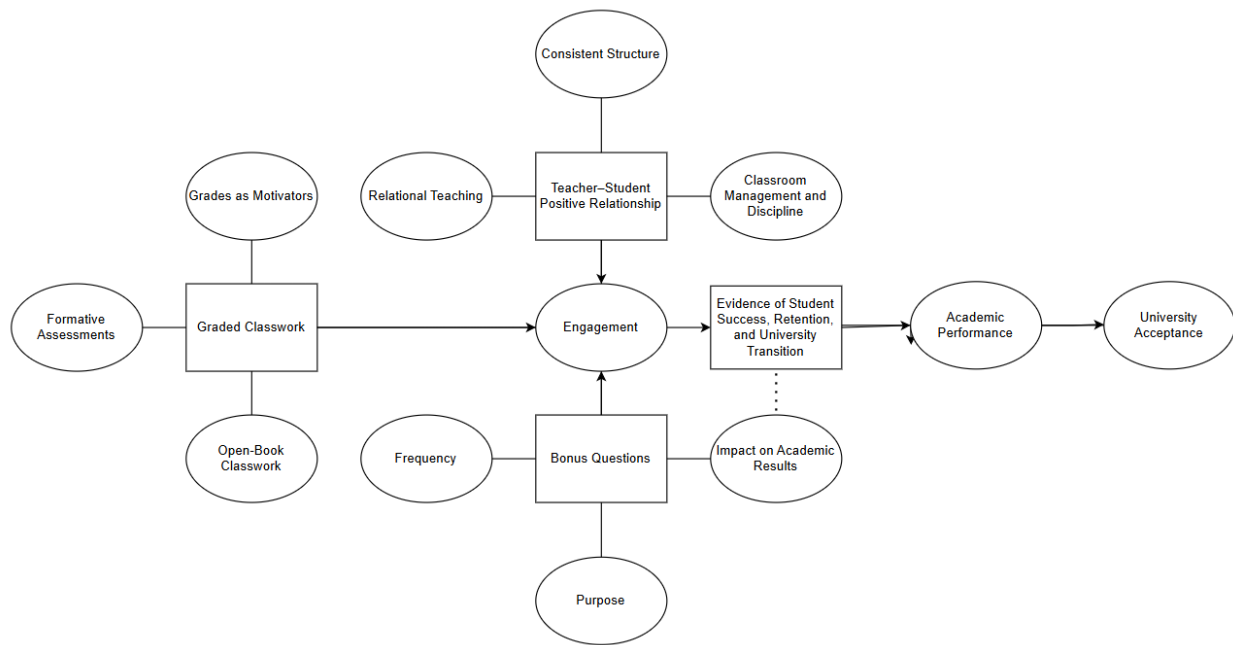 Consistent Structure
Grades as Motivators
Relational Teaching
Teacher–Student
Positive Relationship
Classroom
Management and
Discipline
Formative
Assessments
Graded Classwork
Engagement
Evidence of Student
Success, Retention,
and University
Transition
Academic
Performance
University
Acceptance
Open-Book
Classwork
Frequency
Bonus Questions
Impact on Academic
Results
Purpose